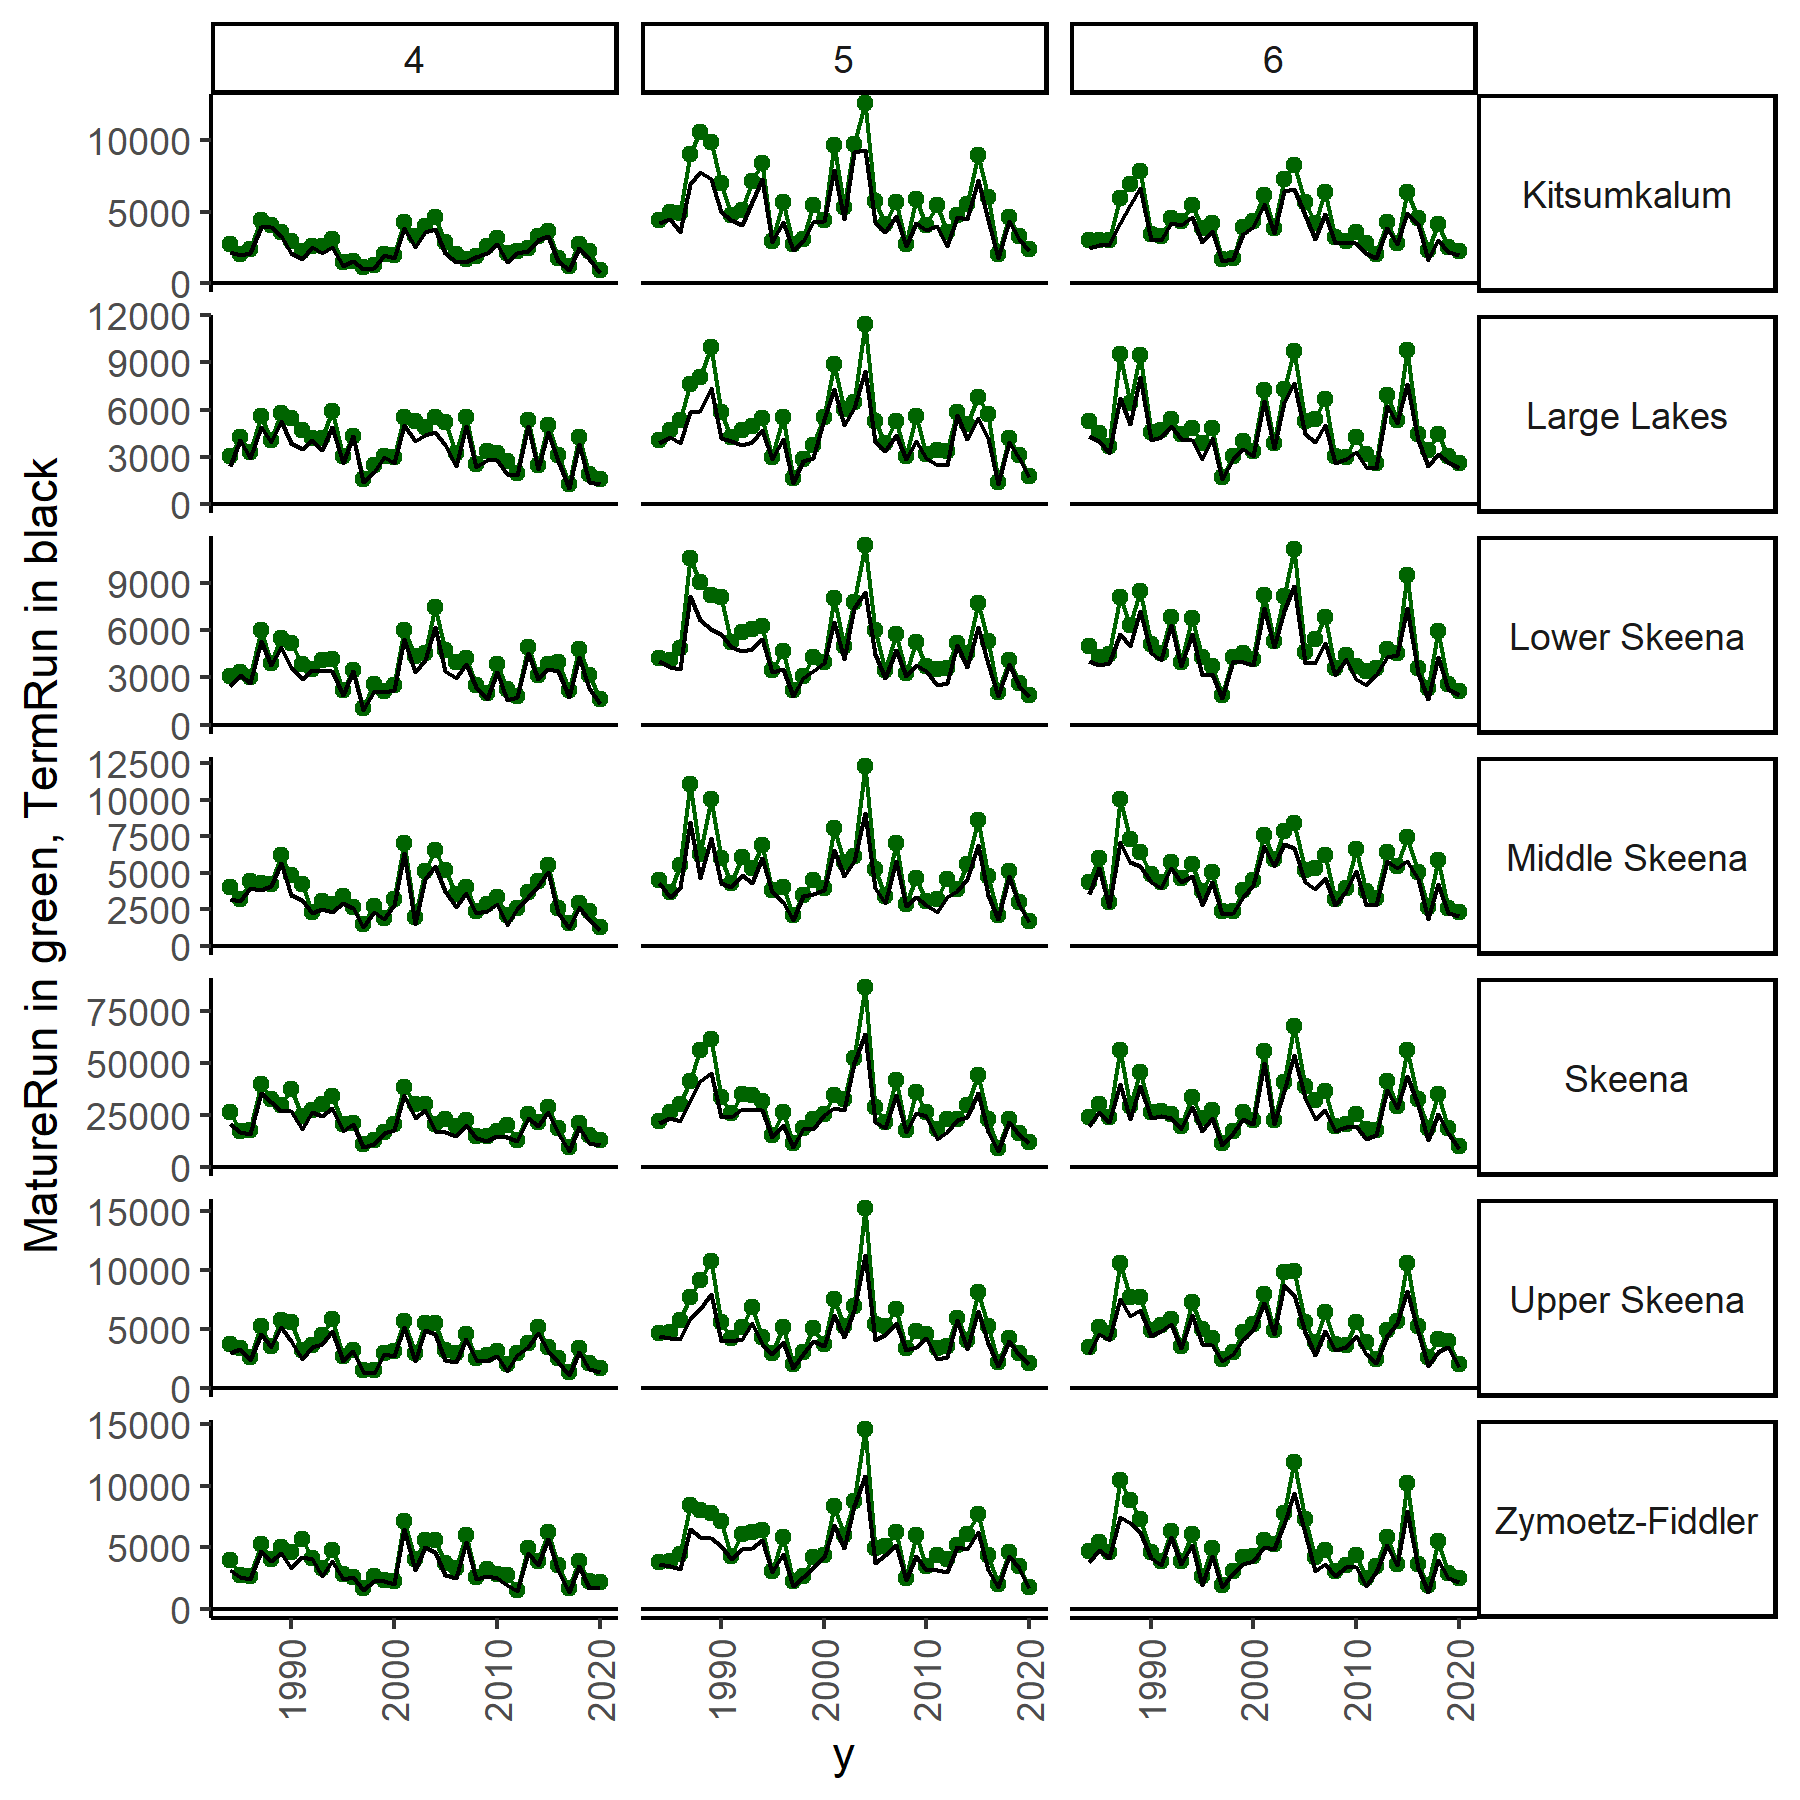 4 5 6
MatureRun in green, TermRun in black
10000
5000
0
Kitsumkalum
12000
9000
6000
3000
0
Large Lakes
9000
6000
3000
0
Lower Skeena
12500
10000
7500
5000
2500
0
Middle Skeena
75000
50000
25000
0
Skeena
15000
10000
5000
0
Upper Skeena
15000
10000
5000
0
Zymoetz-Fiddler
1990 2000 2010 2020 1990 2000 2010 2020 1990 2000 2010 2020
y